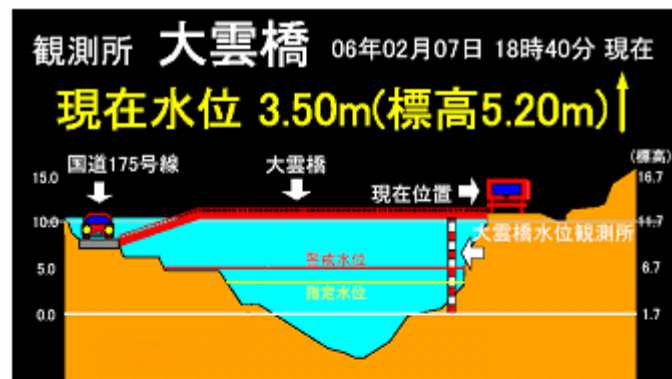 観測所 大雲橋 06年02月07日 18時40分 現在
現在水位 3.50m(標高5.20m)
国道175号線 大雲橋 (標高)
15.0 現在位置 16.7
10.0 11.7
大雲橋水位観測所
警戒水位
5.0 6.7
指定水位
0.0 1.7